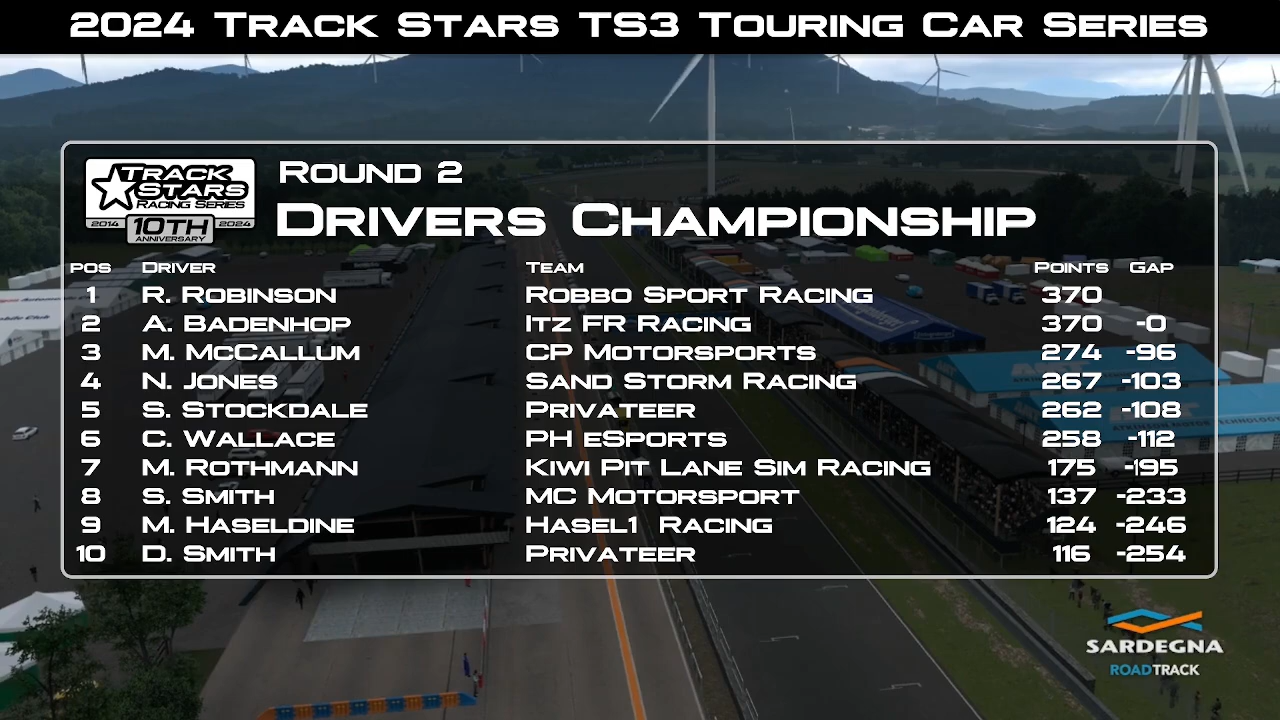 2024 Track Stars TS3 Touring Car Series
Track Stars Racing Series
2014 10th Anniversary 2024
Round 2
Drivers Championship
Pos Driver Team Points Gap
1 R. Robinson Robbo Sport Racing 370
2 A. Badenhop Itz FR Racing 370 -0
3 M. McCallum CP Motorsports 274 -96
4 N. Jones Sand Storm Racing 267 -103
5 S. Stockdale Privateer 262 -108
6 C. Wallace PH eSports 258 -112
7 M. Rothmann Kiwi Pit Lane Sim Racing 175 -195
8 S. Smith MC Motorsport 137 -233
9 M. Haseldine Hasel1 Racing 124 -246
10 D. Smith Privateer 116 -254
SARDEGNA
ROADTRACK